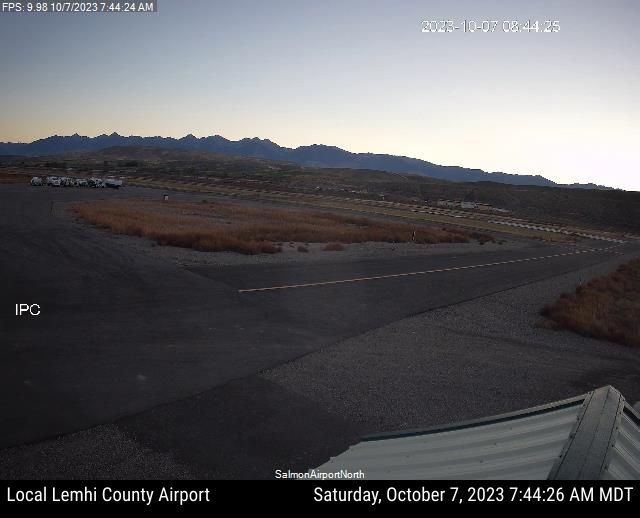 FPS: 9.98 10/7/2023 7:44:24 AM
2023-10-07 08:44:25
IPC
SalmonAirportNorth
Local Lemhi County Airport
Saturday, October 7, 2023 7:44:26 AM MDT